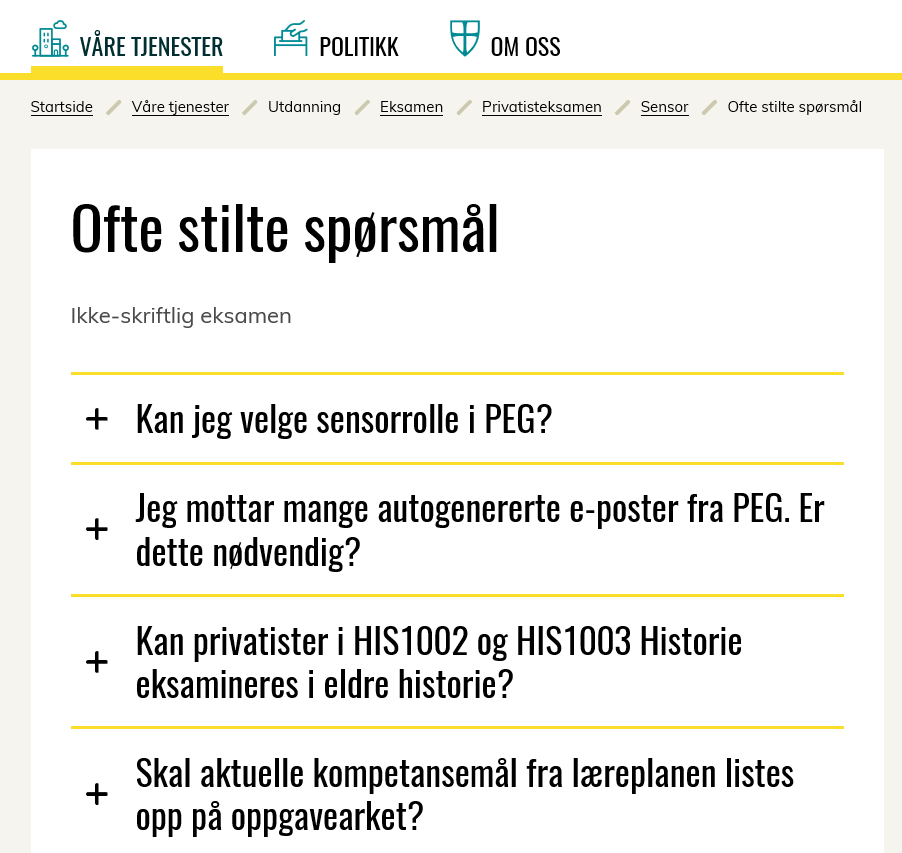 VÅRE TJENESTER POLITIKK OM OSS
Startside Våre tjenester Utdanning Eksamen Privatisteksamen Sensor Ofte stilte spørsmål
Ofte stilte spørsmål
Ikke-skriftlig eksamen
Kan jeg velge sensorrolle i PEG?
Jeg mottar mange autogenererte e-poster fra PEG. Er
dette nødvendig?
Kan privatister i HIS1002 og HIS1003 Historie
eksamineres i eldre historie?
Skal aktuelle kompetansemål fra læreplanen listes
opp på oppgavearket?